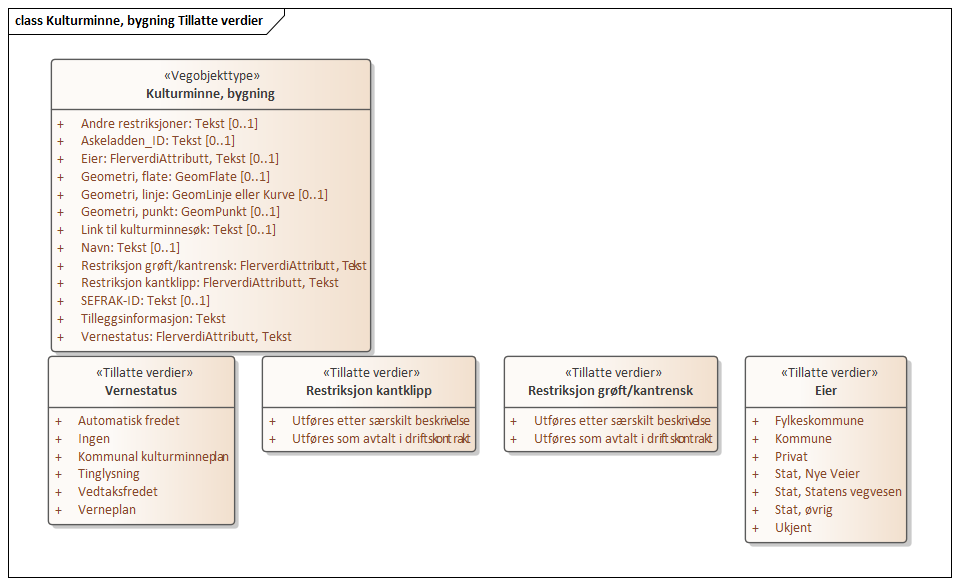 class Kulturminne, bygning Tillatte verdier
«Vegobjekttype»
Kulturminne, bygning
+ Andre restriksjoner: Tekst [0..1]
+ Askeladden_ID: Tekst [0..1]
+ Eier: FlerverdiAttributt, Tekst [0..1]
+ Geometri, flate: GeomFlate [0..1]
+ Geometri, linje: GeomLinje eller Kurve [0..1]
+ Geometri, punkt: GeomPunkt [0..1]
+ Link til kulturminnesøk: Tekst [0..1]
+ Navn: Tekst [0..1]
+ Restriksjon grøft/kantrensk: FlerverdiAttributt, Tekst
+ Restriksjon kantklipp: FlerverdiAttributt, Tekst
+ SEFRAK-ID: Tekst [0..1]
+ Tilleggsinformasjon: Tekst
+ Vernestatus: FlerverdiAttributt, Tekst
«Tillatte verdier»
Vernestatus
+ Automatisk fredet
+ Ingen
+ Kommunal kulturminneplan
+ Tinglysning
+ Vedtaksfredet
+ Verneplan
«Tillatte verdier»
Restriksjon kantklipp
+ Utføres etter særskilt beskrivelse
+ Utføres som avtalt i driftskontrakt
«Tillatte verdier»
Restriksjon grøft/kantrensk
+ Utføres etter særskilt beskrivelse
+ Utføres som avtalt i driftskontrakt
«Tillatte verdier»
Eier
+ Fylkeskommune
+ Kommune
+ Privat
+ Stat, Nye Veier
+ Stat, Statens vegvesen
+ Stat, øvrig
+ Ukjent